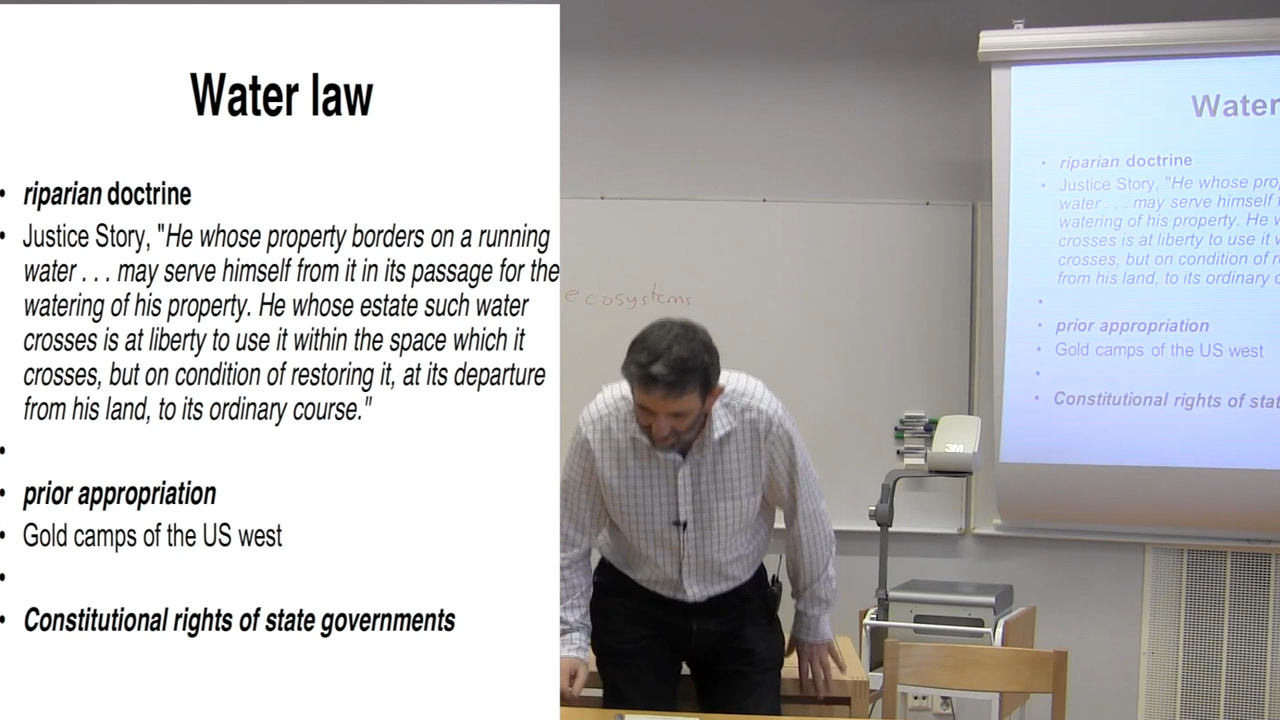 Water law
• riparian doctrine
• Justice Story, "He whose property borders on a running
water . . . may serve himself from it in its passage for the
watering of his property. He whose estate such water
crosses is at liberty to use it within the space which it
crosses, but on condition of restoring it, at its departure
from his land, to its ordinary course."
•
• prior appropriation
• Gold camps of the US west
•
• Constitutional rights of state governments
ecosystems
3M
Water
• riparian doctrine
• Justice Story, "He whose prop
water . . . may serve himself f
watering of his property. He w
crosses is at liberty to use it w
crosses, but on condition of re
from his land, to its ordinary c
•
• prior appropriation
• Gold camps of the US west
•
• Constitutional rights of stat